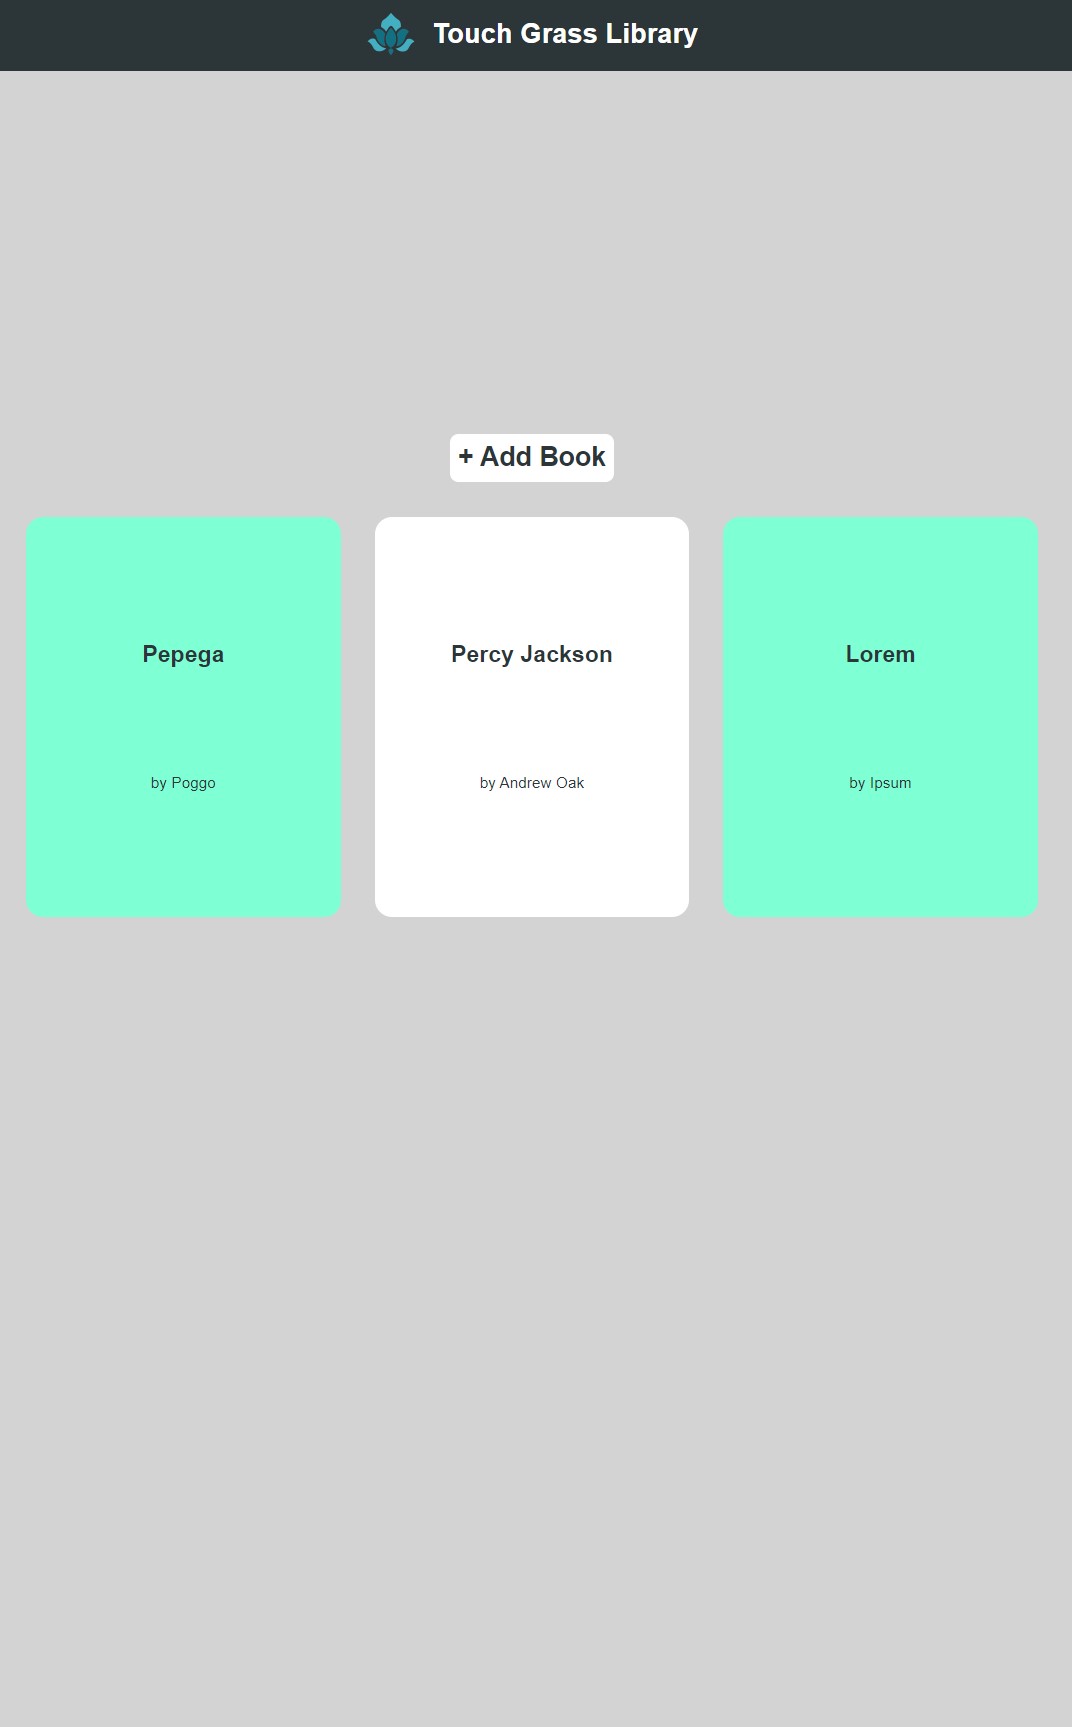 Touch Grass Library
+ Add Book
Pepega
by Poggo
Percy Jackson
by Andrew Oak
Lorem
by Ipsum